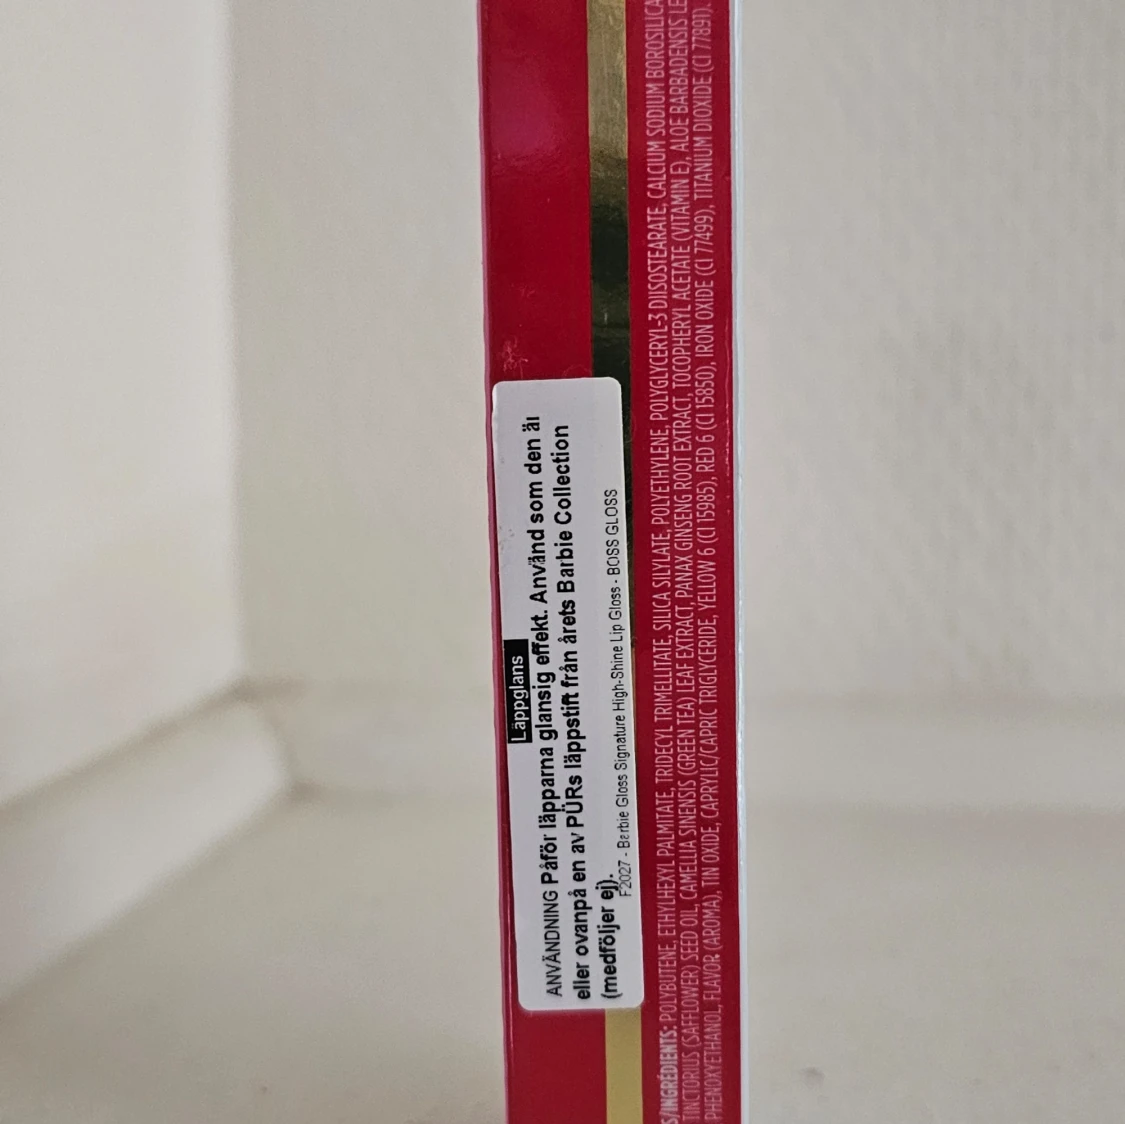 Läppglans
ANVÄNDNING Påför läpparna glansig effekt. Använd som den är
eller ovanpå en av PÜRs läppstift från årets Barbie Collection
(medföljer ej).
F2027 - Barbie Gloss Signature High-Shine Lip Gloss - BOSS GLOSS
S/INGRÉDIENTS: POLYBUTENE, ETHYLHEXYL PALMITATE, TRIDECYL TRIMELLITATE, SILICA SILYLATE, POLYETHYLENE, POLYGLYCERYL-3 DIISOSTEARATE, CALCIUM SODIUM BOROSILICA
TINCTORIUS (SAFFLOWER) SEED OIL, CAMELLIA SINENSIS (GREEN TEA) LEAF EXTRACT, PANAX GINSENG ROOT EXTRACT, TOCOPHERYL ACETATE (VITAMIN E), ALOE BARBADENSIS LE
PHENOXYETHANOL, FLAVOR (AROMA), TIN OXIDE, CAPRYLIC/CAPRIC TRIGLYCERIDE, YELLOW 6 (CI 15985), RED 6 (CI 15850), IRON OXIDE (CI 77499), TITANIUM DIOXIDE (CI 77891).